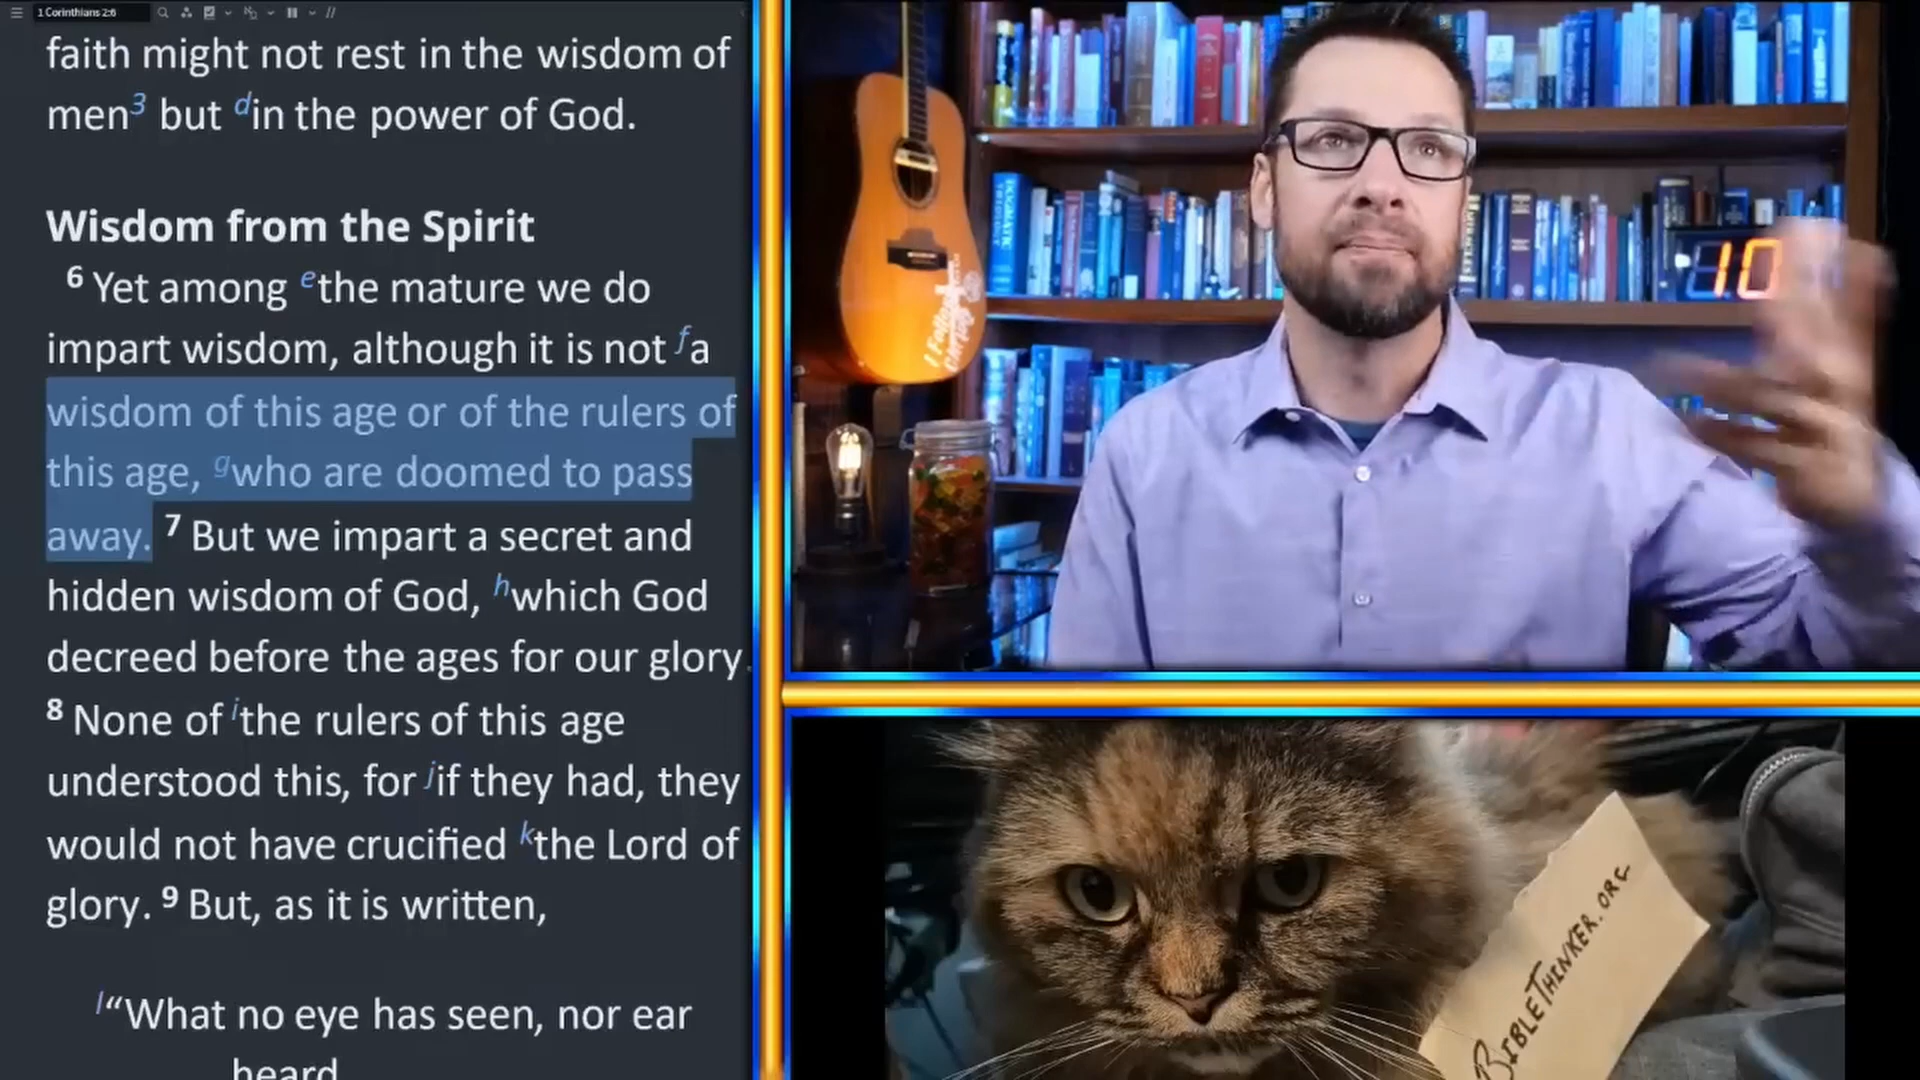 1 Corinthians 2:6
faith might not rest in the wisdom of
men3 but din the power of God.
Wisdom from the Spirit
6 Yet among ethe mature we do
impart wisdom, although it is not fa
wisdom of this age or of the rulers of
this age, gwho are doomed to pass
away. 7 But we impart a secret and
hidden wisdom of God, hwhich God
decreed before the ages for our glory.
8 None of ithe rulers of this age
understood this, for jif they had, they
would not have crucified kthe Lord of
glory. 9 But, as it is written,
l“What no eye has seen, nor ear
heard
I Follow
10
BIBLETHINKER.ORG